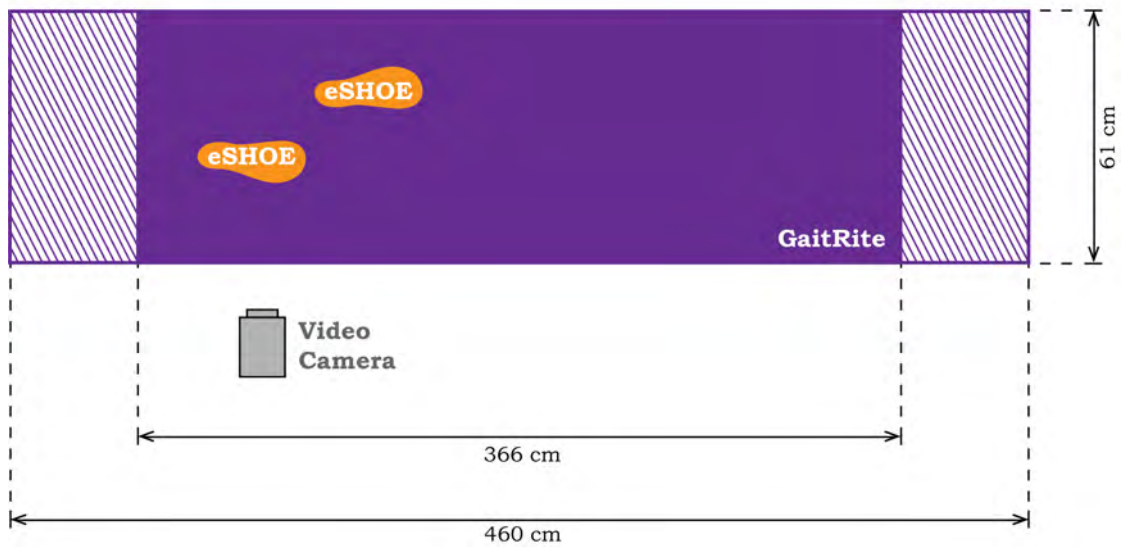 eSHOE
eSHOE
61 cm
GaitRite
Video
Camera
366 cm
460 cm